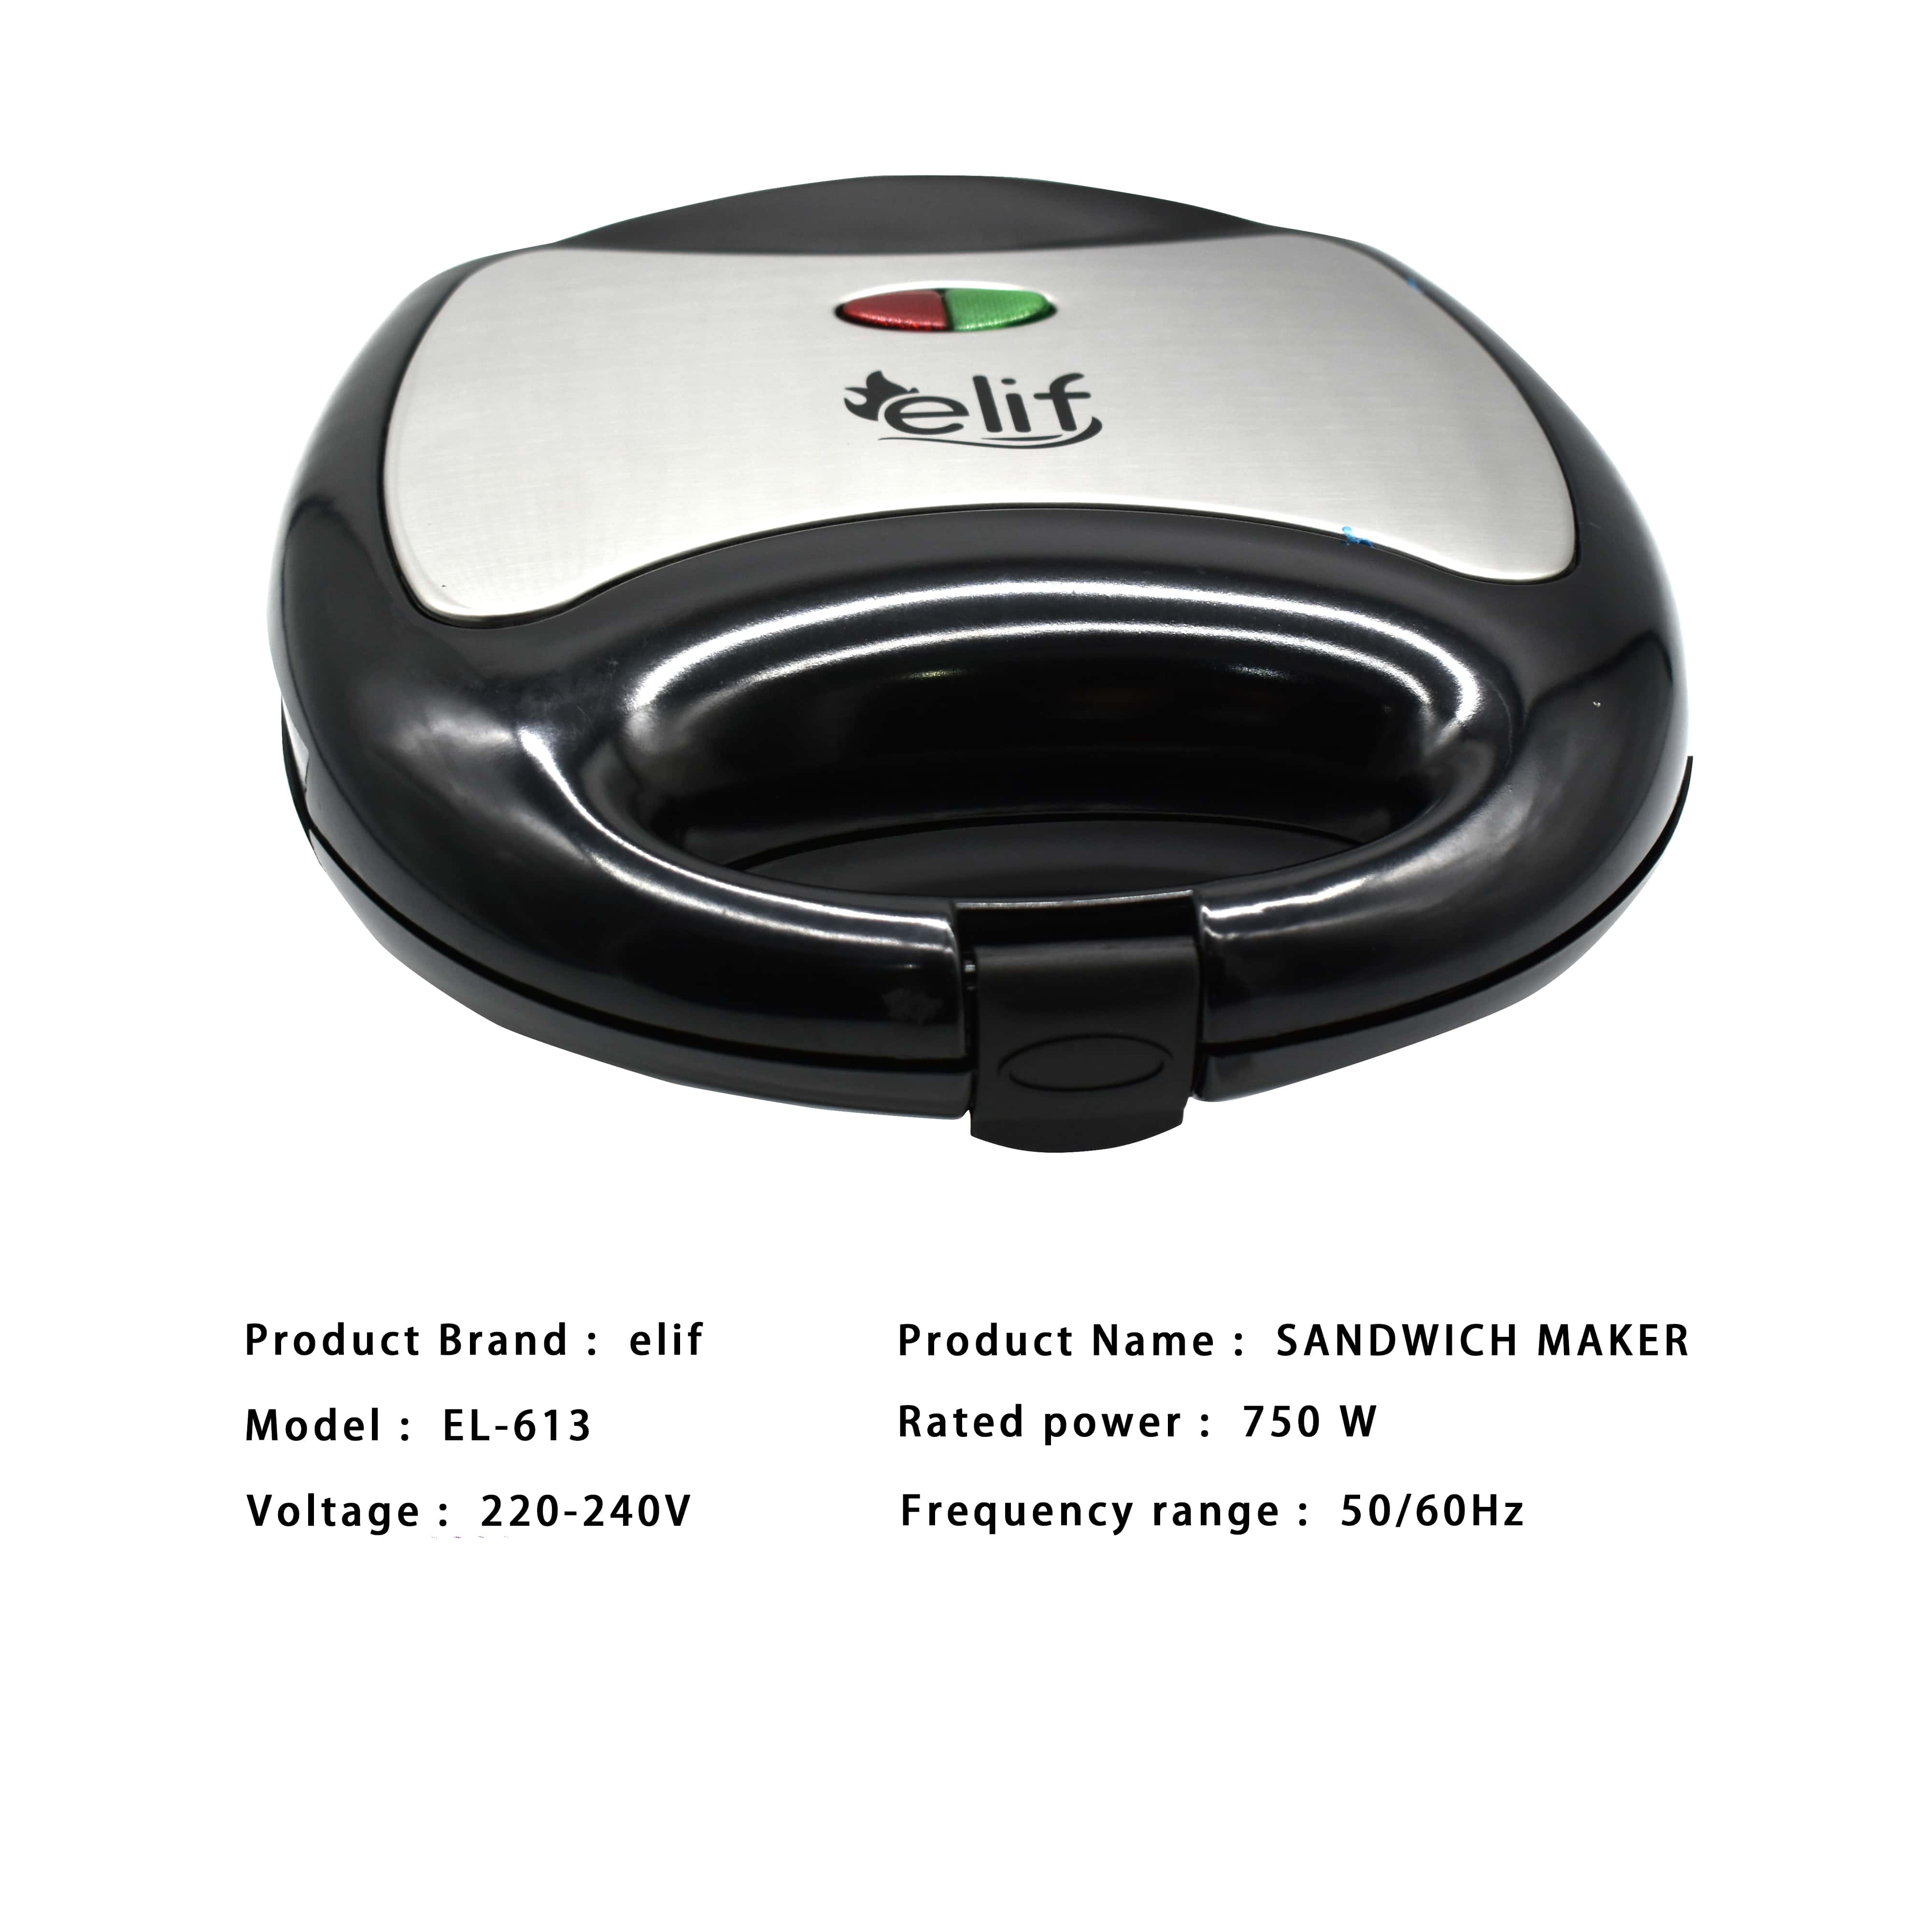 elif
Product Brand : elif
Product Name : SANDWICH MAKER
Model : EL-613
Rated power : 750 W
Voltage : 220-240V
Frequency range : 50/60Hz